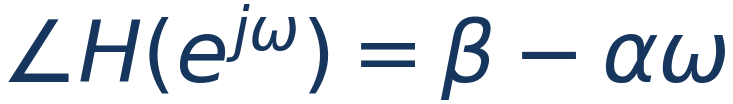 ∠H(e^{jω}) = β − αω